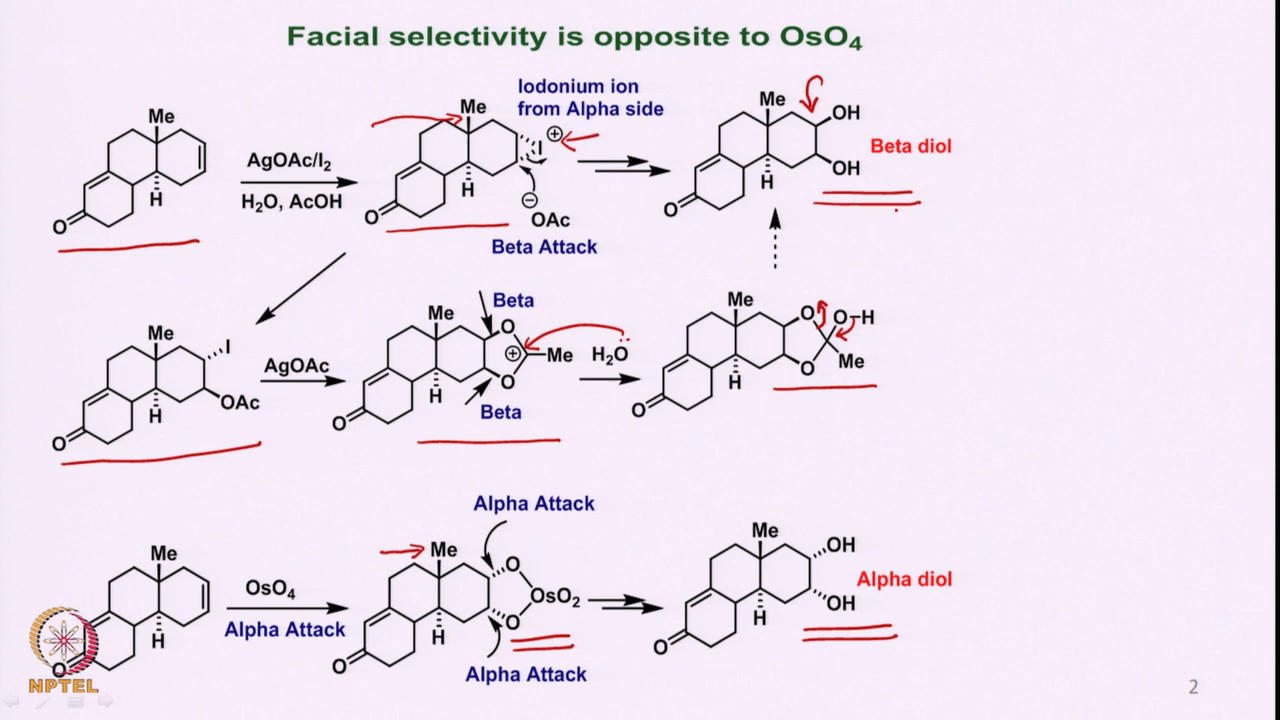 Facial selectivity is opposite to OsO₄
Me
H
O
AgOAc/I₂
H₂O, AcOH
Me
H
O
I
⊕
Iodonium ion
from Alpha side
⊖
OAc
Beta Attack
Me
H
O
OH
OH
Beta diol
Me
H
O
I
OAc
AgOAc
Me
H
O
O
O
⊕
Me
Beta
Beta
H₂O
Me
H
O
O
O
O-H
Me
Me
H
O
OsO₄
Alpha Attack
Alpha Attack
Me
H
O
O
O
OsO₂
Alpha Attack
Me
H
O
OH
OH
Alpha diol
NPTEL
2